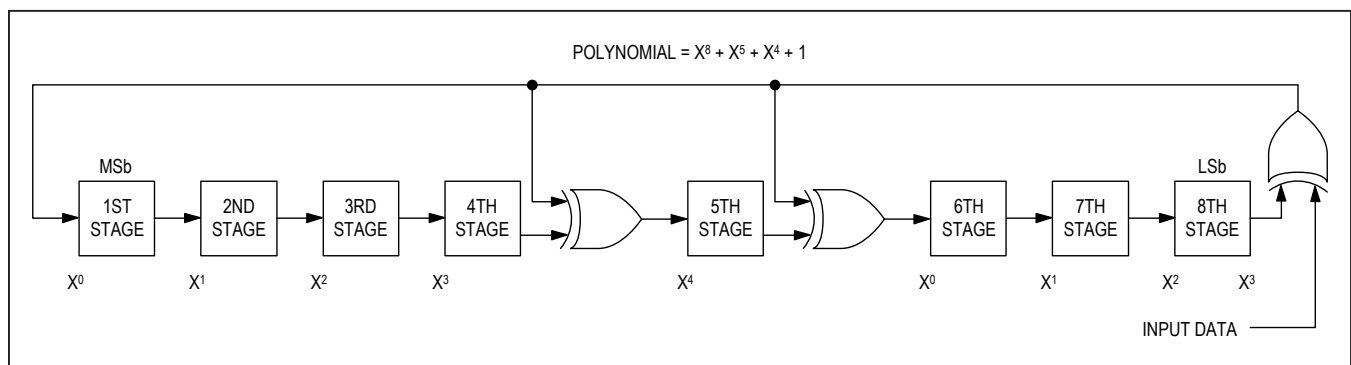 POLYNOMIAL = X⁸ + X⁵ + X⁴ + 1
MSb
LSb
1ST
STAGE
2ND
STAGE
3RD
STAGE
4TH
STAGE
5TH
STAGE
6TH
STAGE
7TH
STAGE
8TH
STAGE
X⁰
X¹
X²
X³
X⁴
X⁰
X¹
X²
X³
INPUT DATA